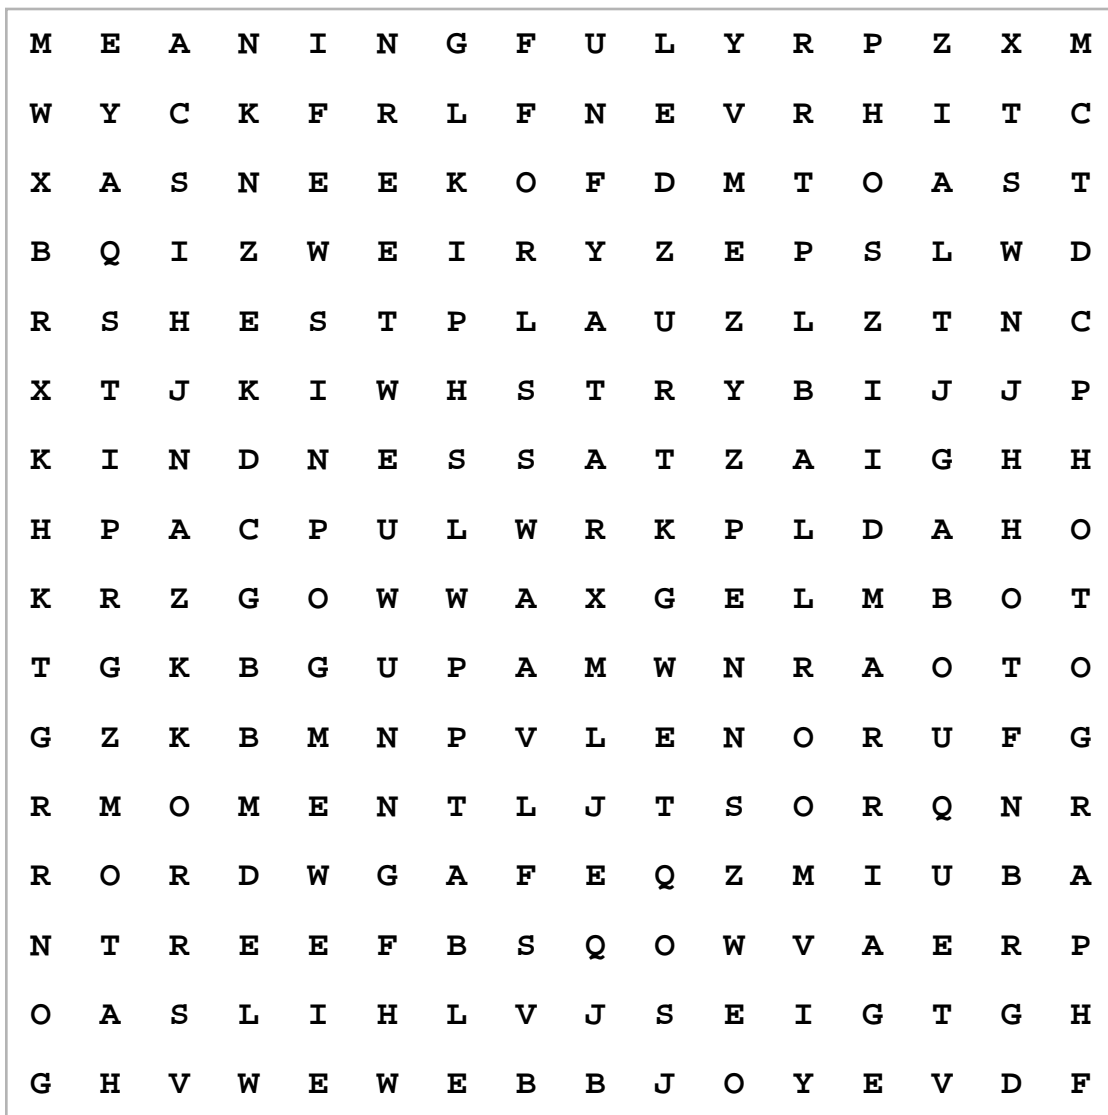 M E A N I N G F U L Y R P Z X M
W Y C K F R L F N E V R H I T C
X A S N E E K O F D M T O A S T
B Q I Z W E I R Y Z E P S L W D
R S H E S T P L A U Z L Z T N C
X T J K I W H S T R Y B I J J P
K I N D N E S S A T Z A I G H H
H P A C P U L W R K P L D A H O
K R Z G O W W A X G E L M B O T
T G K B G U P A M W N R A O T O
G Z K B M N P V L E N O R U F G
R M O M E N T L J T S O R Q N R
R O R D W G A F E Q Z M I U B A
N T R E E F B S Q O W V A E R P
O A S L I H L V J S E I G T G H
G H V W E W E B B J O Y E V D F